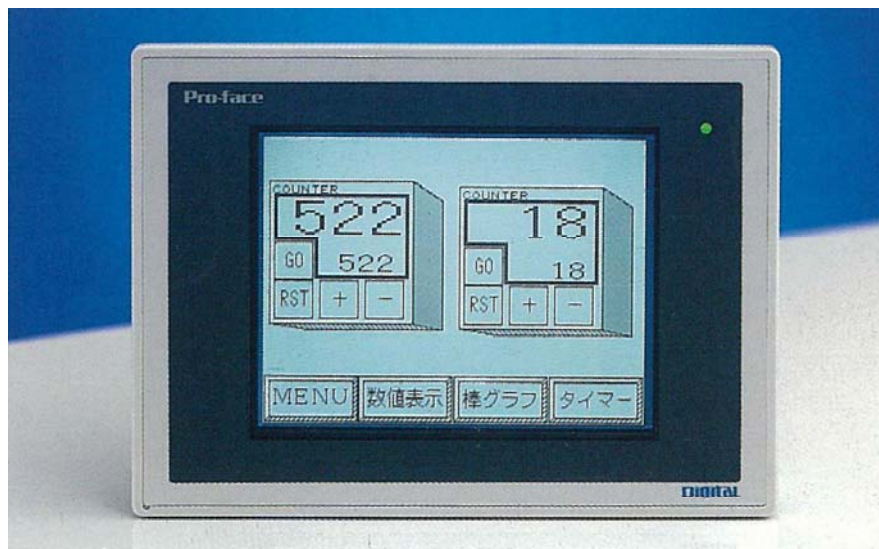 Pro-face
COUNTER
522
GO 522
RST + −
COUNTER
18
GO 18
RST + −
MENU 数値表示 棒グラフ タイマー
Digital